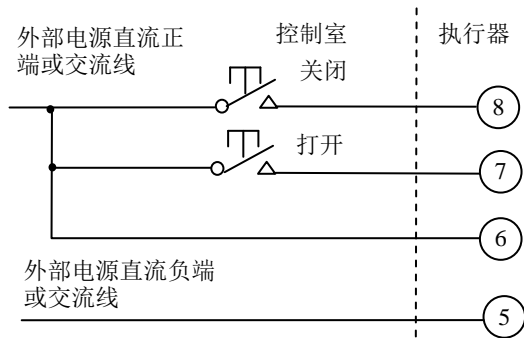 外部电源直流正
端或交流线
控制室
执行器
关闭
8
打开
7
6
外部电源直流负端
或交流线
5